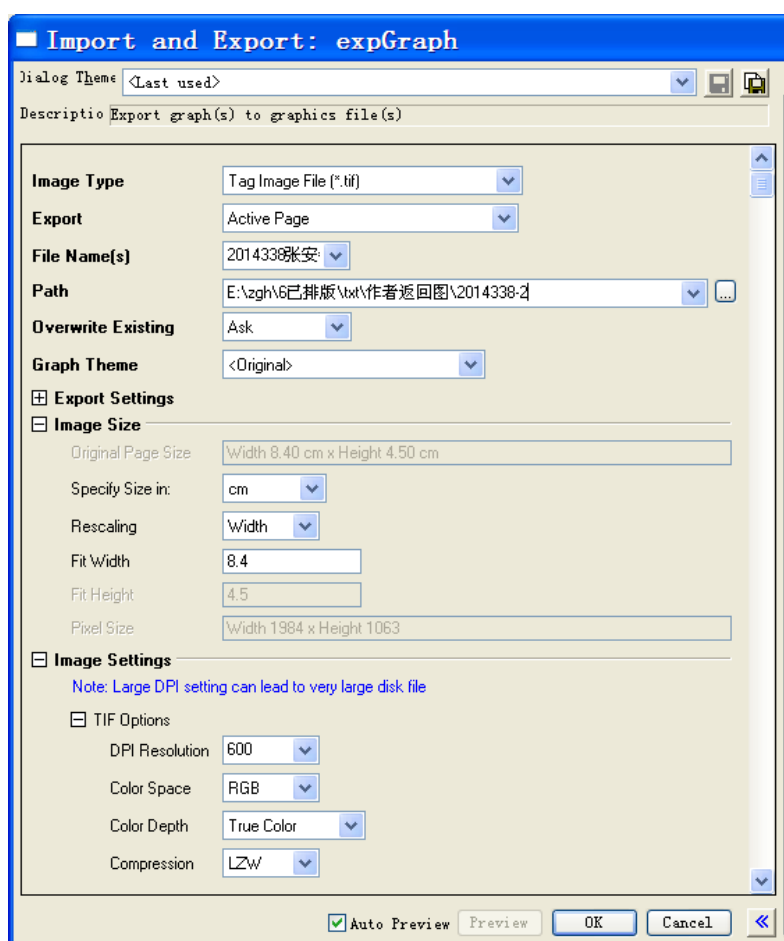 Import and Export: expGraph
Dialog Theme <Last used>
Descriptio Export graph(s) to graphics file(s)
Image Type Tag Image File (*.tif)
Export Active Page
File Name(s) 2014338张安
Path E:\zgh\6已排版\txt\作者返回图\2014338-2
...
Overwrite Existing Ask
Graph Theme <Original>
Export Settings
Image Size
Original Page Size Width 8.40 cm x Height 4.50 cm
Specify Size in: cm
Rescaling Width
Fit Width 8.4
Fit Height 4.5
Pixel Size Width 1984 x Height 1063
Image Settings
Note: Large DPI setting can lead to very large disk file
TIF Options
DPI Resolution 600
Color Space RGB
Color Depth True Color
Compression LZW
Auto Preview Preview OK Cancel